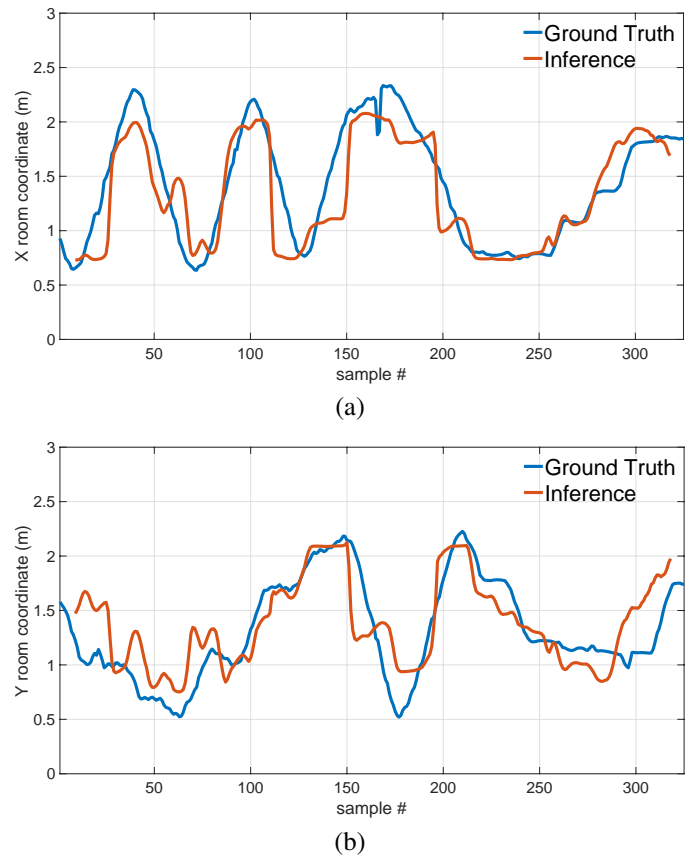 3
2.5
2
1.5
1
0.5
0
X room coordinate (m)
Ground Truth
Inference
50 100 150 200 250 300
sample #
(a)
3
2.5
2
1.5
1
0.5
0
Y room coordinate (m)
Ground Truth
Inference
50 100 150 200 250 300
sample #
(b)